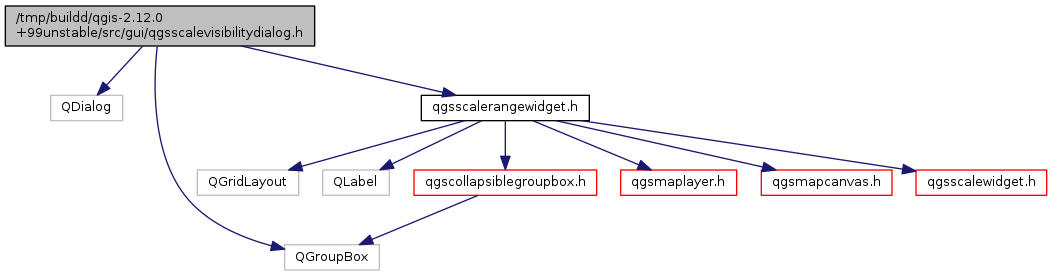 /tmp/buildd/qgis-2.12.0
+99unstable/src/gui/qgsscalevisibilitydialog.h
QDialog
qgsscalerangewidget.h
QGridLayout
QLabel
qgscollapsiblegroupbox.h
qgsmaplayer.h
qgsmapcanvas.h
qgsscalewidget.h
QGroupBox